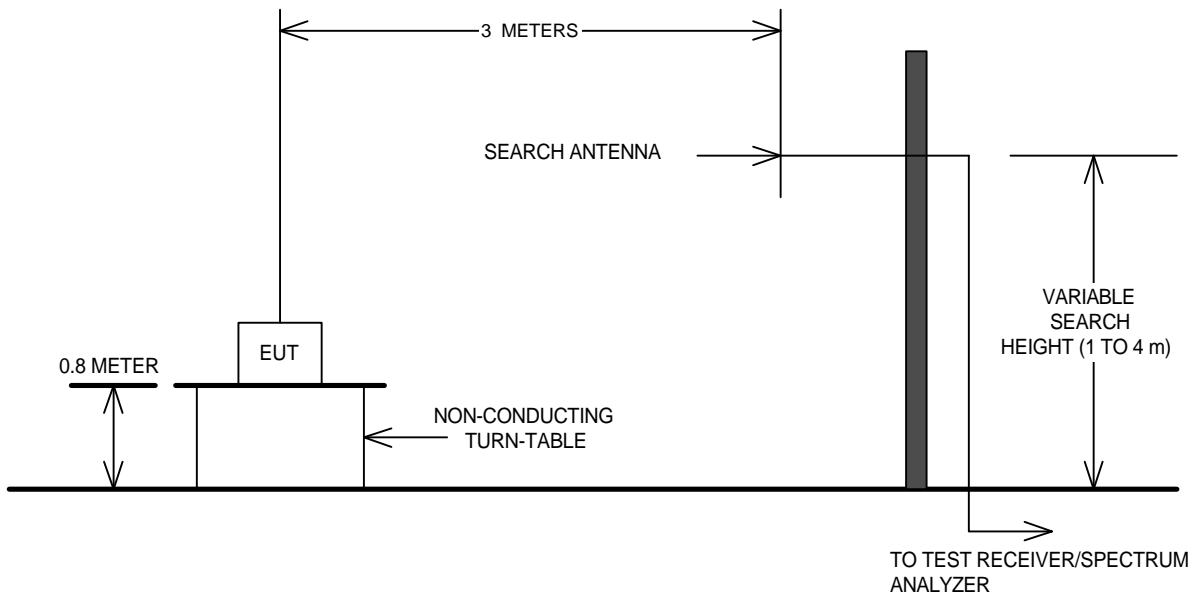 3 METERS
SEARCH ANTENNA
VARIABLE
SEARCH
HEIGHT (1 TO 4 m)
EUT
0.8 METER
NON-CONDUCTING
TURN-TABLE
TO TEST RECEIVER/SPECTRUM
ANALYZER